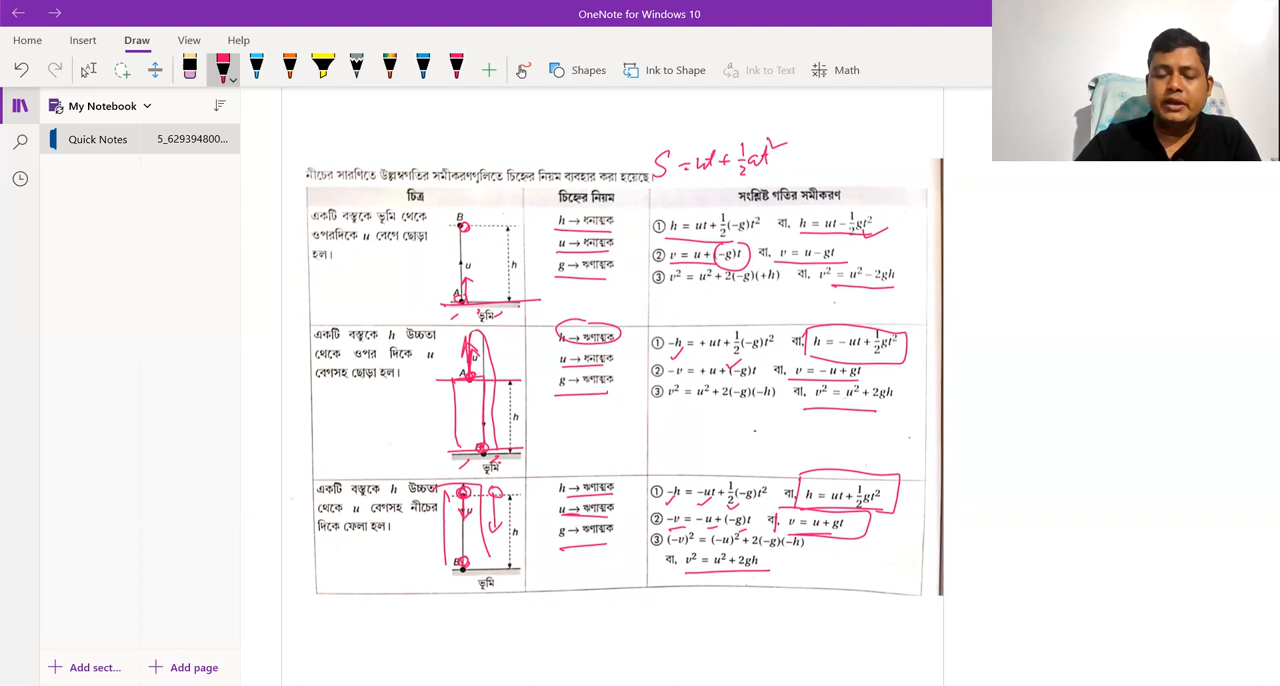 OneNote for Windows 10
Home Insert Draw View Help
Shapes Ink to Shape Ink to Text Math
My Notebook
Quick Notes 5_629394800...
S = ut + 1/2 at²
নীচের সারণিতে উল্লম্বগতির সমীকরণগুলিতে চিহ্নের নিয়ম ব্যবহার করা হয়েছে।
চিত্র চিহ্নের নিয়ম সংশ্লিষ্ট গতির সমীকরণ
একটি বস্তুকে ভূমি থেকে
ওপরদিকে u বেগে ছোড়া
হল।
B
u
h
A
ভূমি
h → ধনাত্মক
u → ধনাত্মক
g → ঋণাত্মক
① h = ut + 1/2(−g)t² বা, h = ut − 1/2gt²
② v = u + (−g)t বা, v = u − gt
③ v² = u² + 2(−g)(+h) বা, v² = u² − 2gh
একটি বস্তুকে h উচ্চতা
থেকে ওপর দিকে u
বেগসহ ছোড়া হল।
u
A
h
B
ভূমি
h → ঋণাত্মক
u → ধনাত্মক
g → ঋণাত্মক
① −h = +ut + 1/2(−g)t² বা, h = −ut + 1/2gt²
② −v = +u + (−g)t বা, v = −u + gt
③ v² = u² + 2(−g)(−h) বা, v² = u² + 2gh
একটি বস্তুকে h উচ্চতা
থেকে u বেগসহ নীচের
দিকে ফেলা হল।
A
u
h
B
ভূমি
h → ঋণাত্মক
u → ঋণাত্মক
g → ঋণাত্মক
① −h = −ut + 1/2(−g)t² বা, h = ut + 1/2gt²
② −v = −u + (−g)t বা, v = u + gt
③ (−v)² = (−u)² + 2(−g)(−h)
বা, v² = u² + 2gh
Add sect... Add page